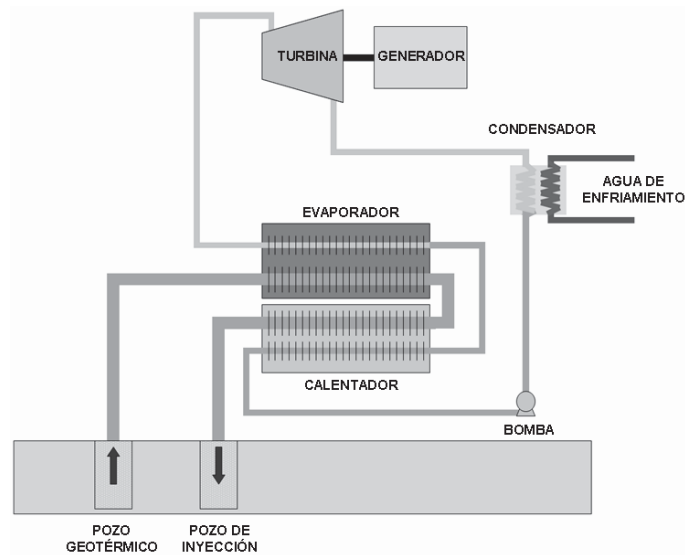 TURBINA
GENERADOR
CONDENSADOR
AGUA DE
ENFRIAMIENTO
EVAPORADOR
CALENTADOR
BOMBA
POZO
GEOTÉRMICO
POZO DE
INYECCIÓN